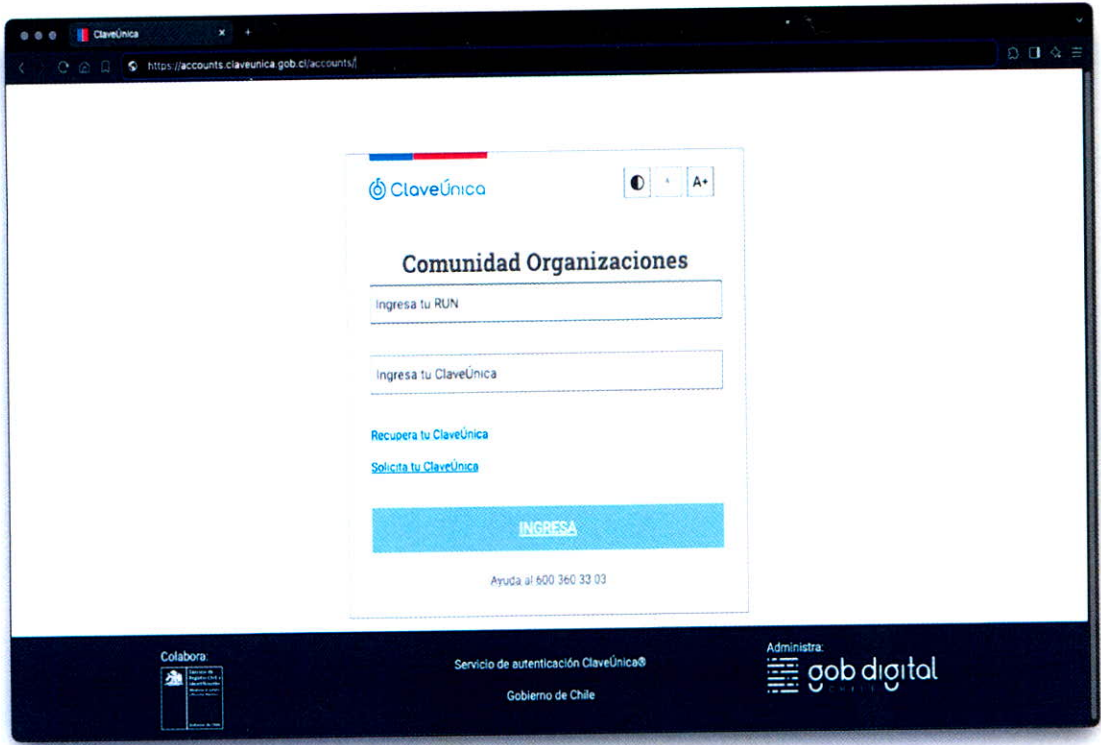 ClaveÚnica
https://accounts.claveunica.gob.cl/accounts/
ClaveÚnica
A+
Comunidad Organizaciones
Ingresa tu RUN
Ingresa tu ClaveÚnica
Recupera tu ClaveÚnica
Solicita tu ClaveÚnica
INGRESA
Ayuda al 600 360 33 03
Colabora:
Servicio de autenticación ClaveÚnica®
Gobierno de Chile
Administra:
gob digital
CHILE